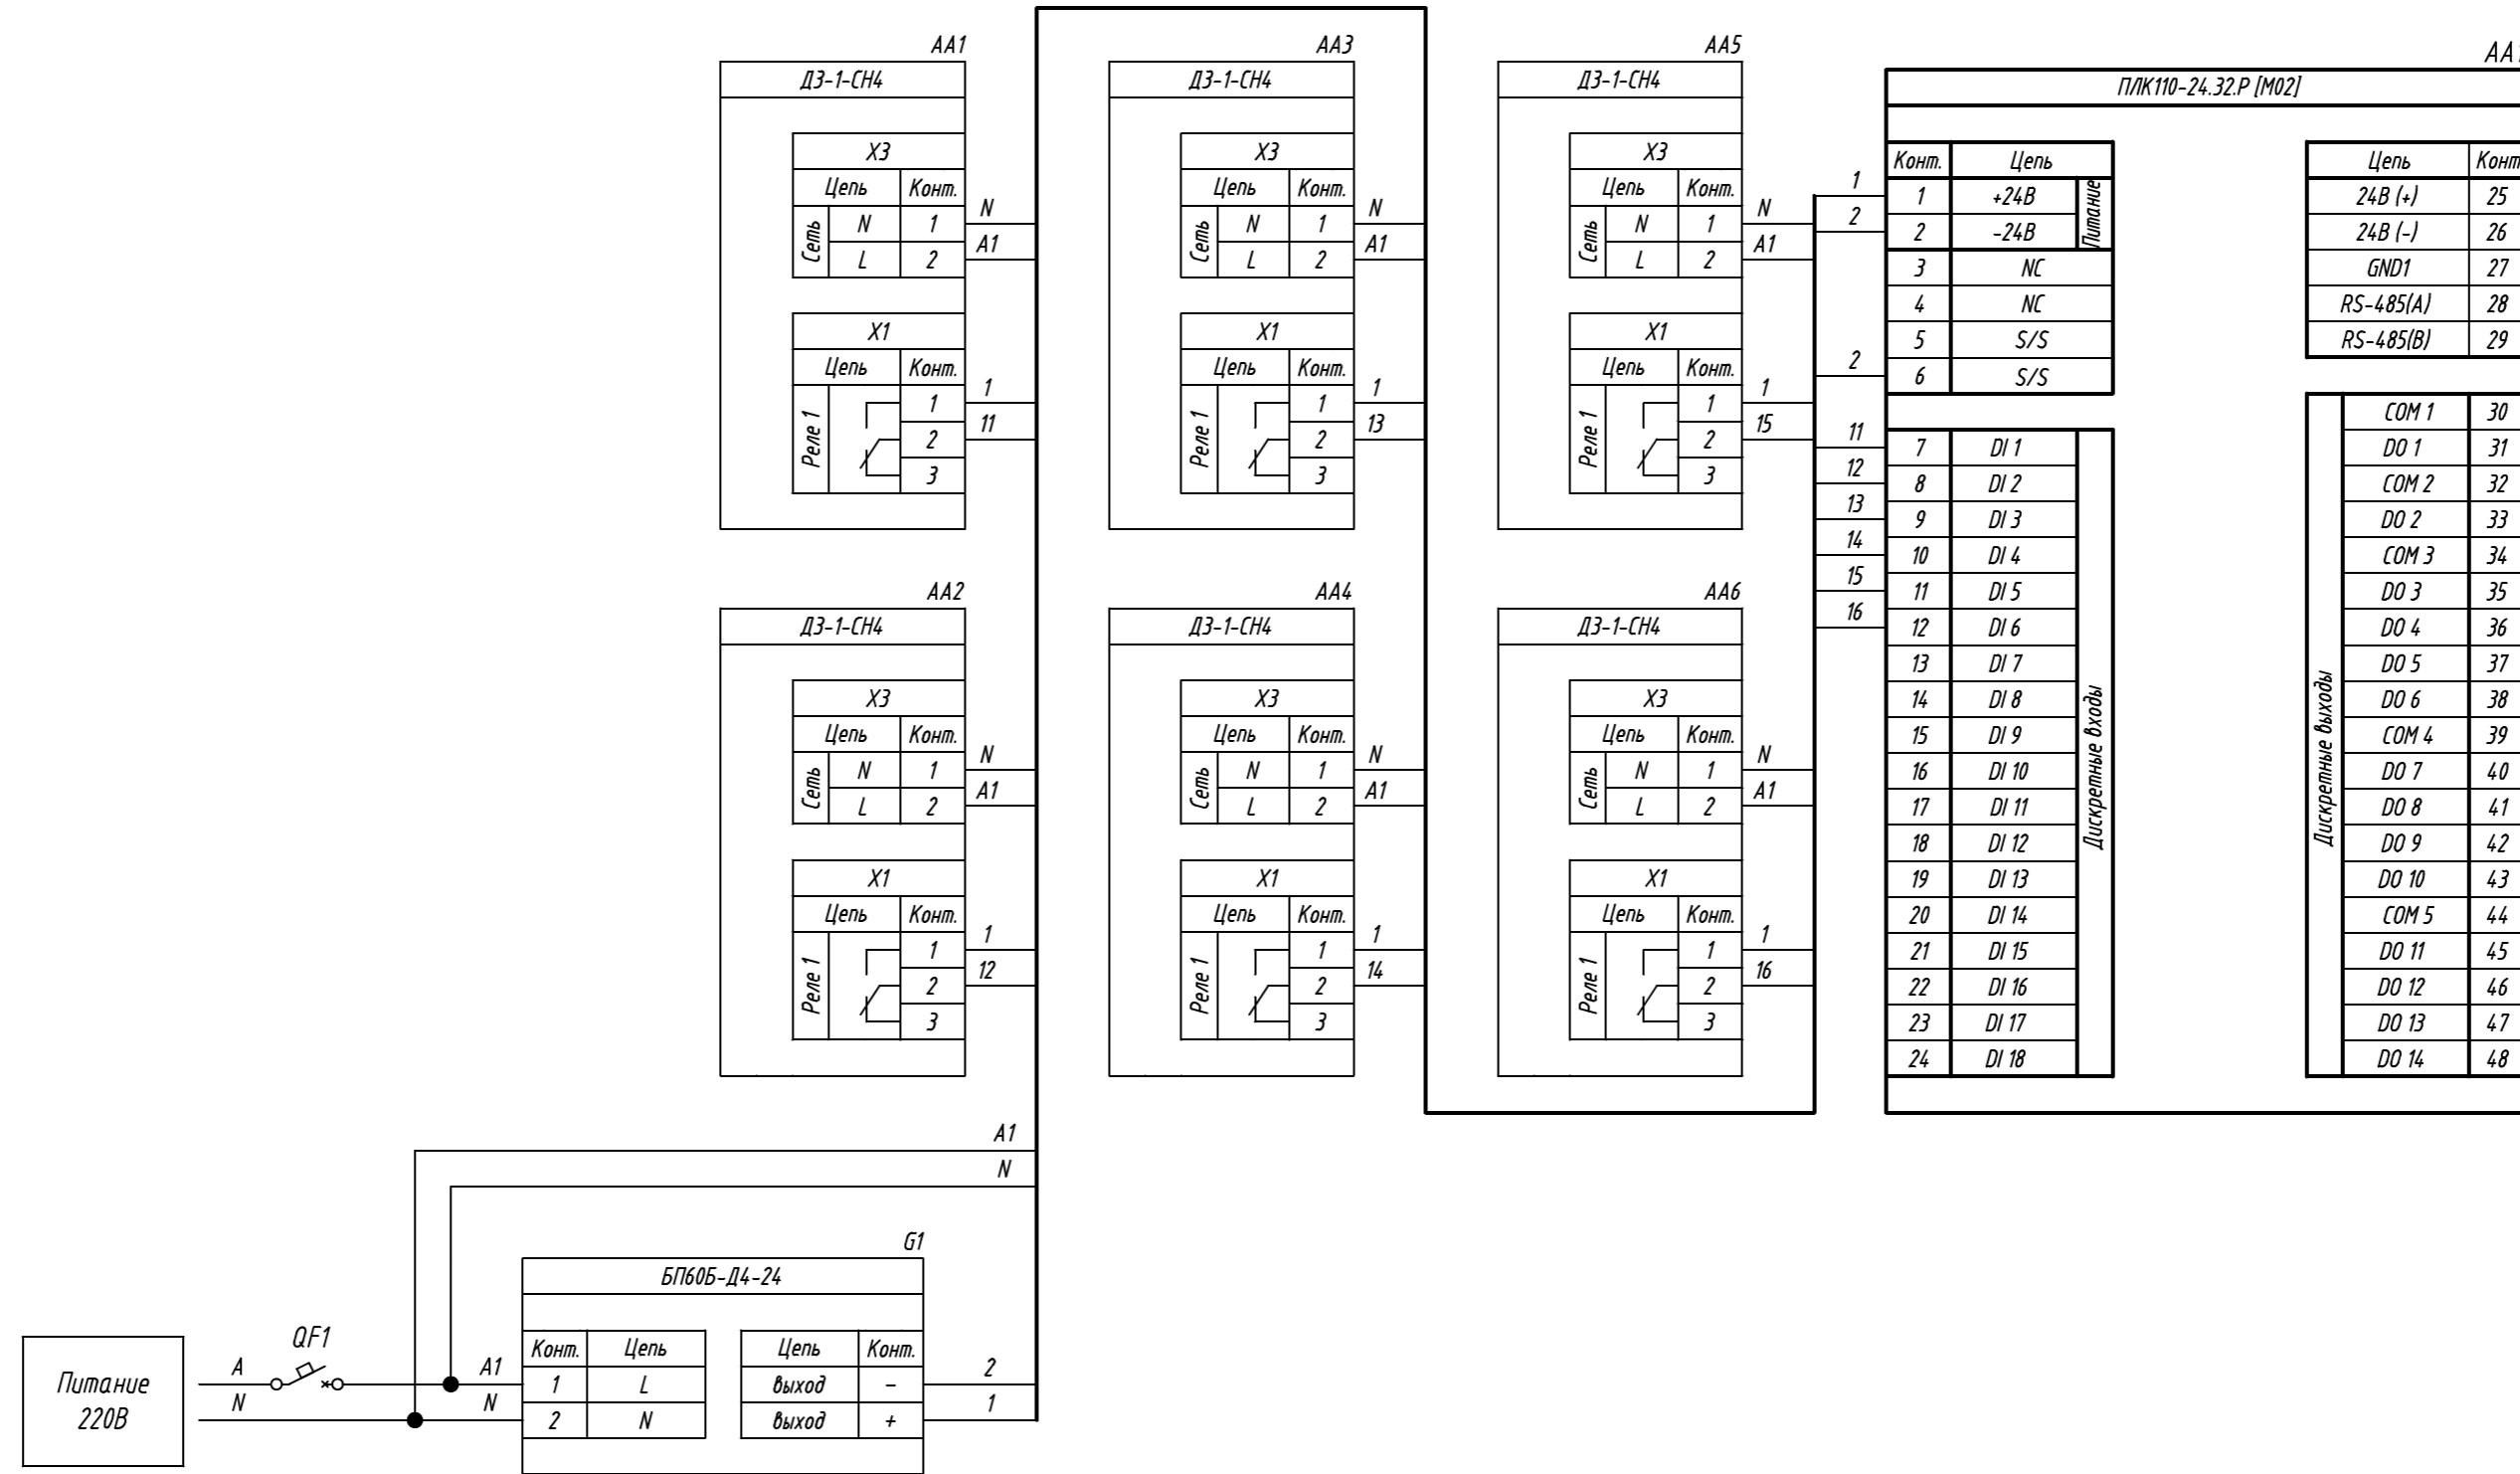 AA1
ДЗ-1-СН4
X3
Цепь Конт.
Сеть N 1 N
L 2 A1
X1
Цепь Конт.
Реле 1 1 1
2 11
3
AA3
ДЗ-1-СН4
X3
Цепь Конт.
Сеть N 1 N
L 2 A1
X1
Цепь Конт.
Реле 1 1 1
2 13
3
AA5
ДЗ-1-СН4
X3
Цепь Конт.
Сеть N 1 N
L 2 A1
X1
Цепь Конт.
Реле 1 1 1
2 15
3
AA2
ДЗ-1-СН4
X3
Цепь Конт.
Сеть N 1 N
L 2 A1
X1
Цепь Конт.
Реле 1 1 1
2 12
3
AA4
ДЗ-1-СН4
X3
Цепь Конт.
Сеть N 1 N
L 2 A1
X1
Цепь Конт.
Реле 1 1 1
2 14
3
AA6
ДЗ-1-СН4
X3
Цепь Конт.
Сеть N 1 N
L 2 A1
X1
Цепь Конт.
Реле 1 1 1
2 16
3
ПЛК110-24.32.Р [М02]
Конт. Цепь
1 1 +24В Питание
2 2 -24В
3 NC
4 NC
5 S/S
2 6 S/S
Дискретные входы
11 7 DI 1
12 8 DI 2
13 9 DI 3
14 10 DI 4
15 11 DI 5
16 12 DI 6
13 DI 7
14 DI 8
15 DI 9
16 DI 10
17 DI 11
18 DI 12
19 DI 13
20 DI 14
21 DI 15
22 DI 16
23 DI 17
24 DI 18
Цепь
24В (+) 25
24В (-) 26
GND1 27
RS-485(A) 28
RS-485(B) 29
Дискретные выходы
COM 1 30
DO 1 31
COM 2 32
DO 2 33
COM 3 34
DO 3 35
DO 4 36
DO 5 37
DO 6 38
COM 4 39
DO 7 40
DO 8 41
DO 9 42
DO 10 43
COM 5 44
DO 11 45
DO 12 46
DO 13 47
DO 14 48
A1
N
G1
БП60Б-Д4-24
Конт. Цепь Цепь Конт.
1 L выход – 2
2 N выход + 1
QF1
A A1
N N
Питание
220В